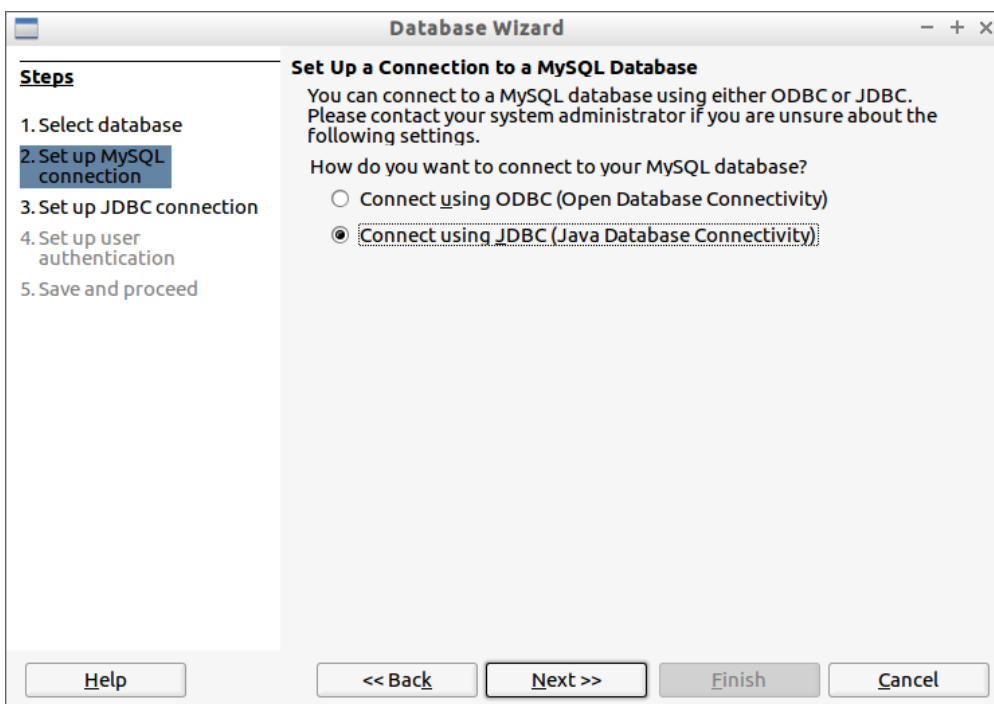 Database Wizard
Steps
1. Select database
2. Set up MySQL
connection
3. Set up JDBC connection
4. Set up user
authentication
5. Save and proceed
Set Up a Connection to a MySQL Database
You can connect to a MySQL database using either ODBC or JDBC.
Please contact your system administrator if you are unsure about the
following settings.
How do you want to connect to your MySQL database?
Connect using ODBC (Open Database Connectivity)
Connect using JDBC (Java Database Connectivity)
Help
<< Back
Next >>
Finish
Cancel